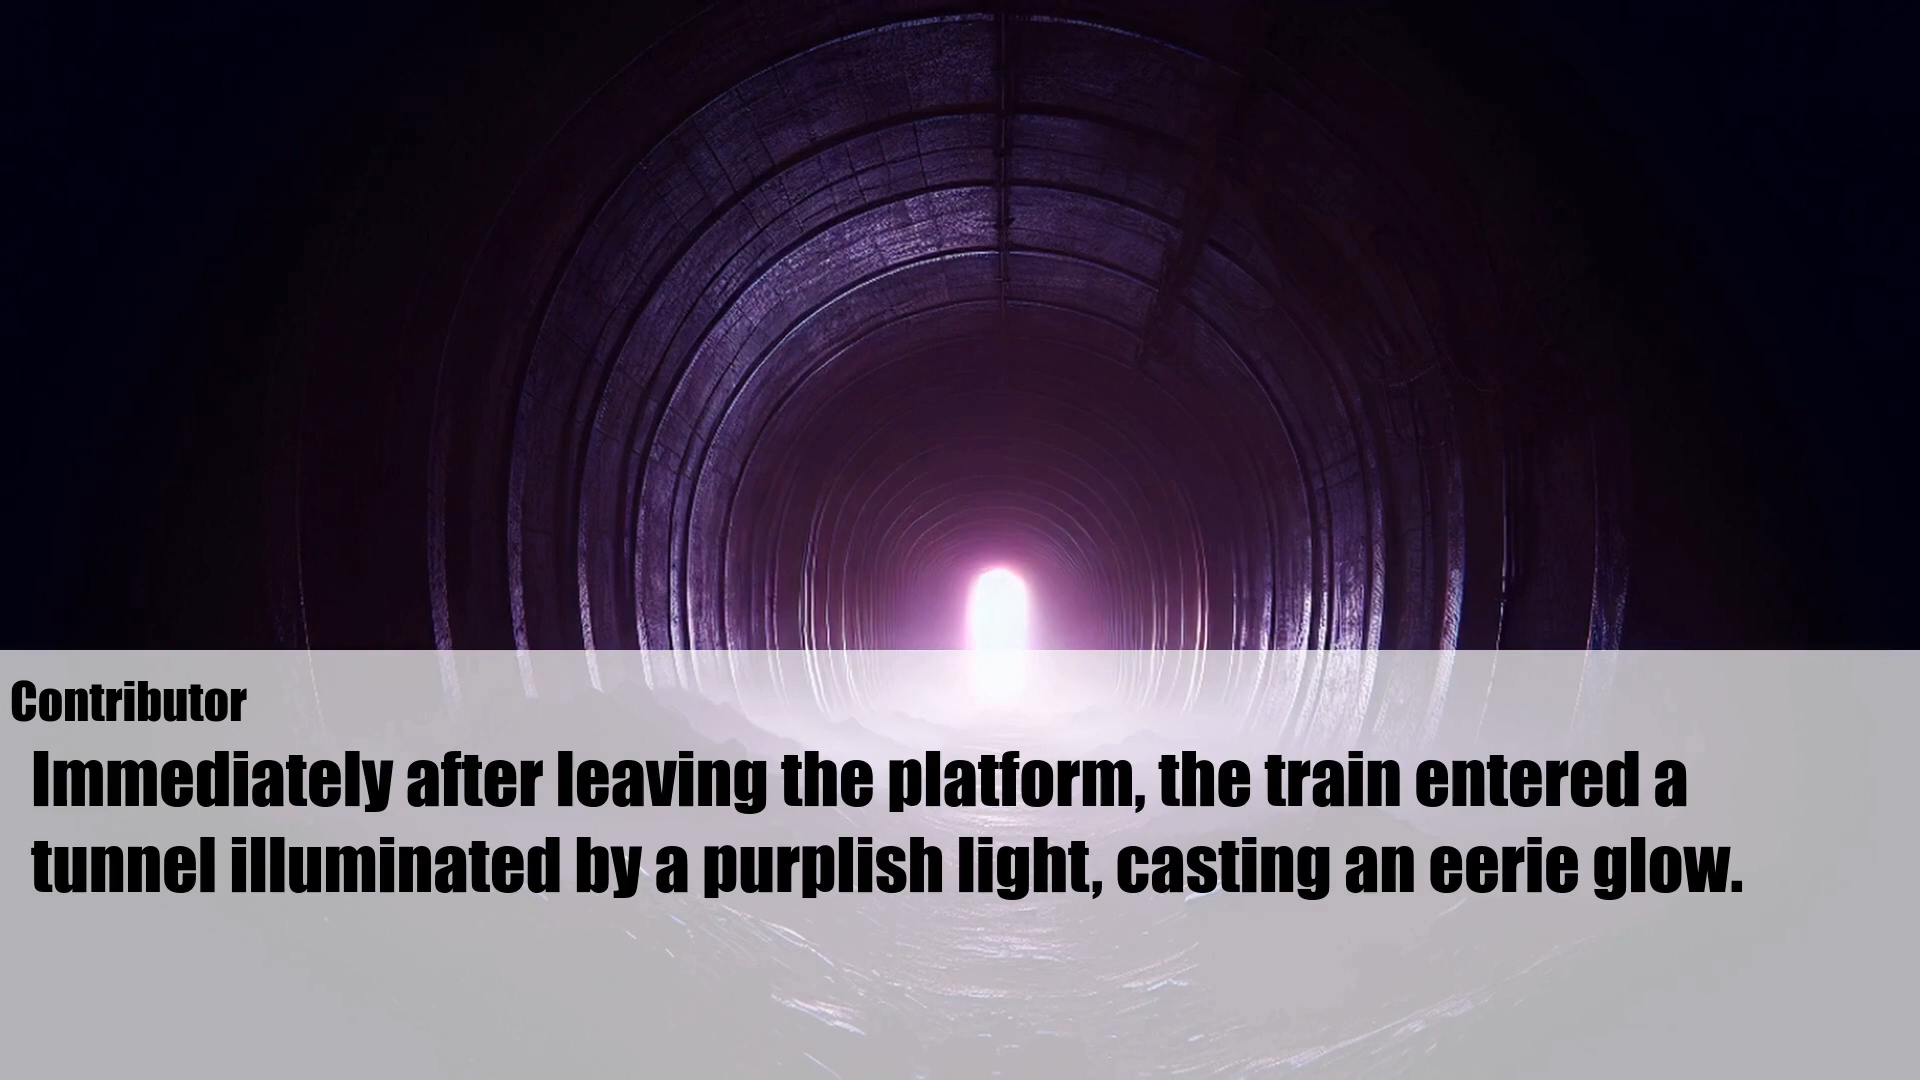 Contributor
Immediately after leaving the platform, the train entered a
tunnel illuminated by a purplish light, casting an eerie glow.